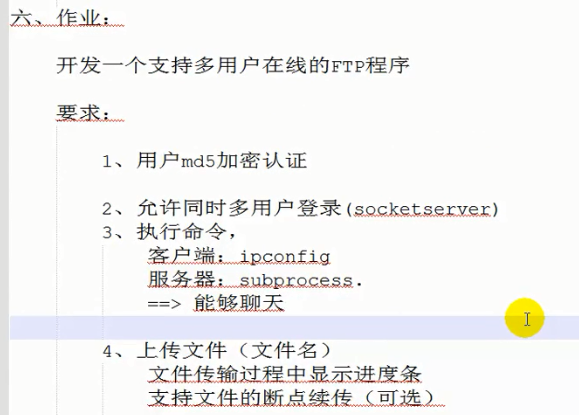 六、作业：
开发一个支持多用户在线的FTP程序
要求：
1、用户md5加密认证
2、允许同时多用户登录(socketserver)
3、执行命令，
客户端：ipconfig
服务器：subprocess.
==> 能够聊天
4、上传文件（文件名）
文件传输过程中显示进度条
支持文件的断点续传（可选）